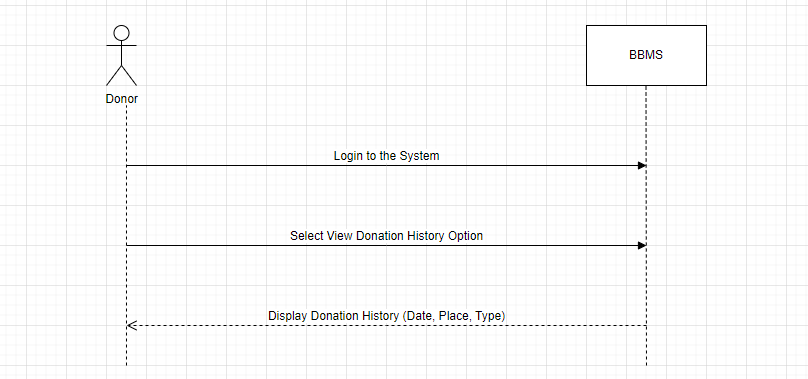 BBMS
Donor
Login to the System
Select View Donation History Option
Display Donation History (Date, Place, Type)